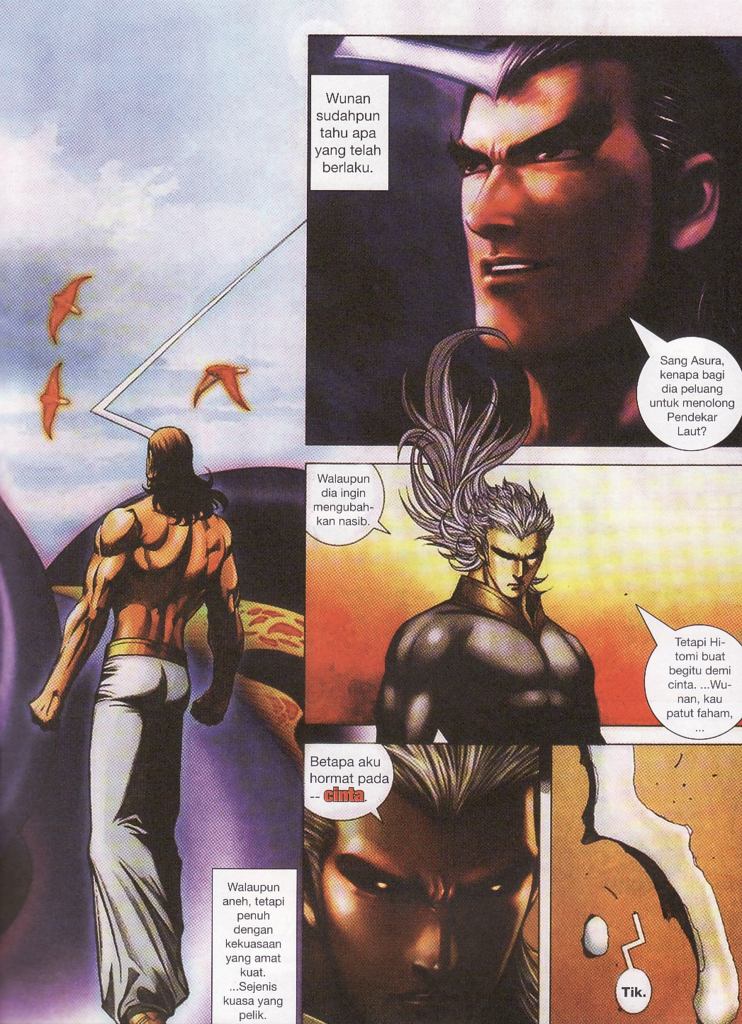 Wunan
sudahpun
tahu apa
yang telah
berlaku.
Sang Asura,
kenapa bagi
dia peluang
untuk menolong
Pendekar
Laut?
Walaupun
dia ingin
mengubah-
kan nasib.
Tetapi Hi-
tomi buat
begitu demi
cinta. ...Wu-
nan, kau
patut faham,
...
Betapa aku
hormat pada
-- cinta.
Walaupun
aneh, tetapi
penuh
dengan
kekuasaan
yang amat
kuat.
...Sejenis
kuasa yang
pelik.
Tik.